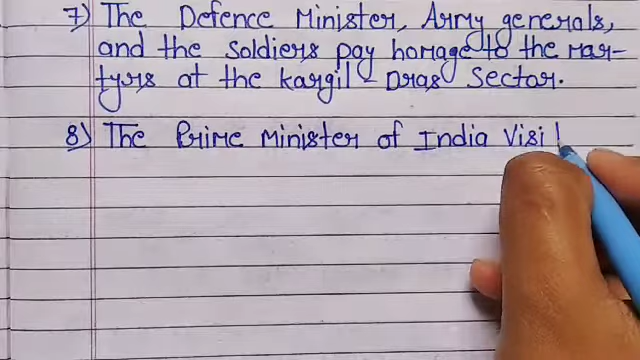 7) The Defence Minister, Army generals,
and the soldiers pay homage to the mar-
tyrs at the kargil - Dras Sector.
8) The Prime Minister of India Visi